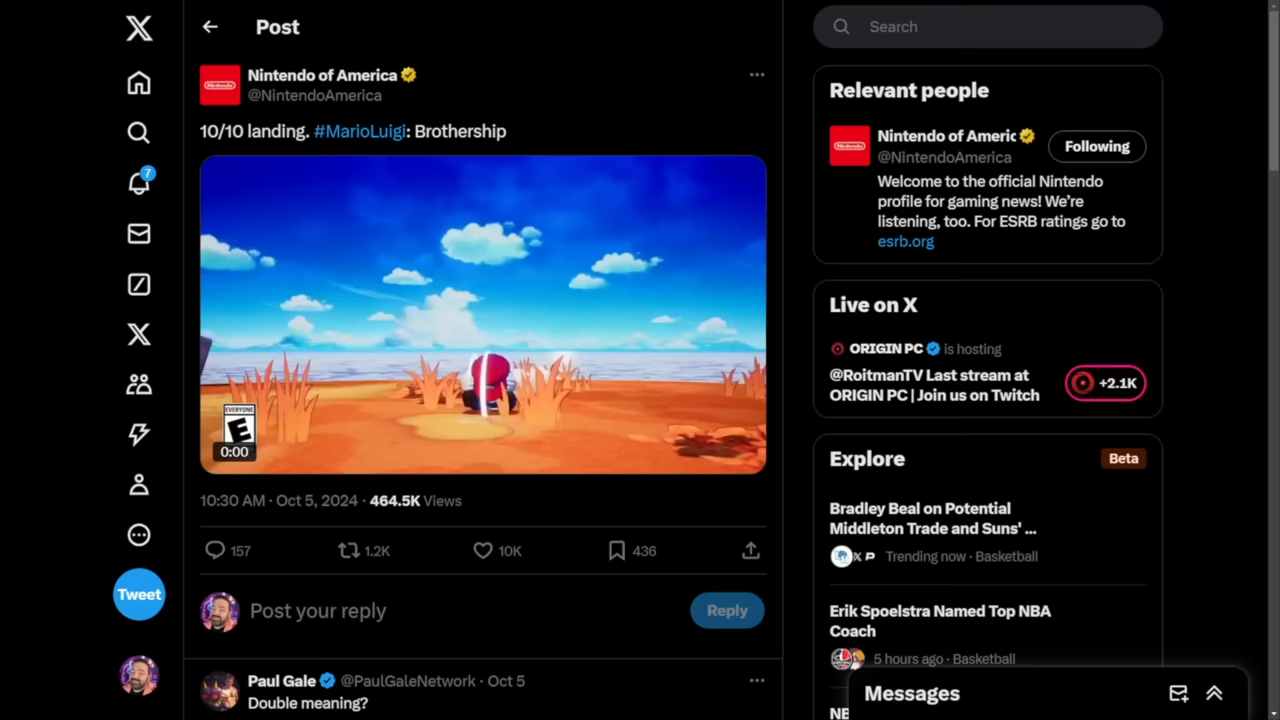 Post
Nintendo of America
@NintendoAmerica
10/10 landing. #MarioLuigi: Brothership
EVERYONE
E
0:00
10:30 AM · Oct 5, 2024 · 464.5K Views
157
1.2K
10K
436
Post your reply
Reply
Paul Gale @PaulGaleNetwork · Oct 5
Double meaning?
7
Tweet
Search
Relevant people
Nintendo of Americ
@NintendoAmerica
Following
Welcome to the official Nintendo
profile for gaming news! We're
listening, too. For ESRB ratings go to
esrb.org
Live on X
ORIGIN PC is hosting
@RoitmanTV Last stream at
ORIGIN PC | Join us on Twitch
+2.1K
Explore
Beta
Bradley Beal on Potential
Middleton Trade and Suns' ...
Trending now · Basketball
Erik Spoelstra Named Top NBA
Coach
5 hours ago · Basketball
NB
Messages